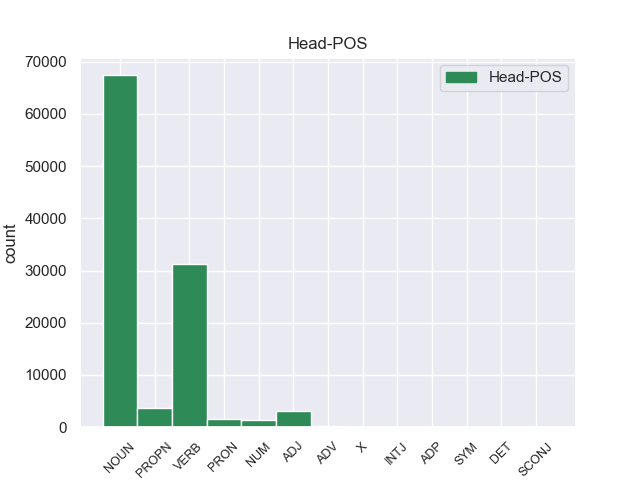 Head-POS
Head-POS
70000
60000
50000
40000
30000
20000
10000
0
count
NOUN
PROPN
VERB
PRON
NUM
ADJ
ADV
X
INTJ
ADP
SYM
DET
SCONJ